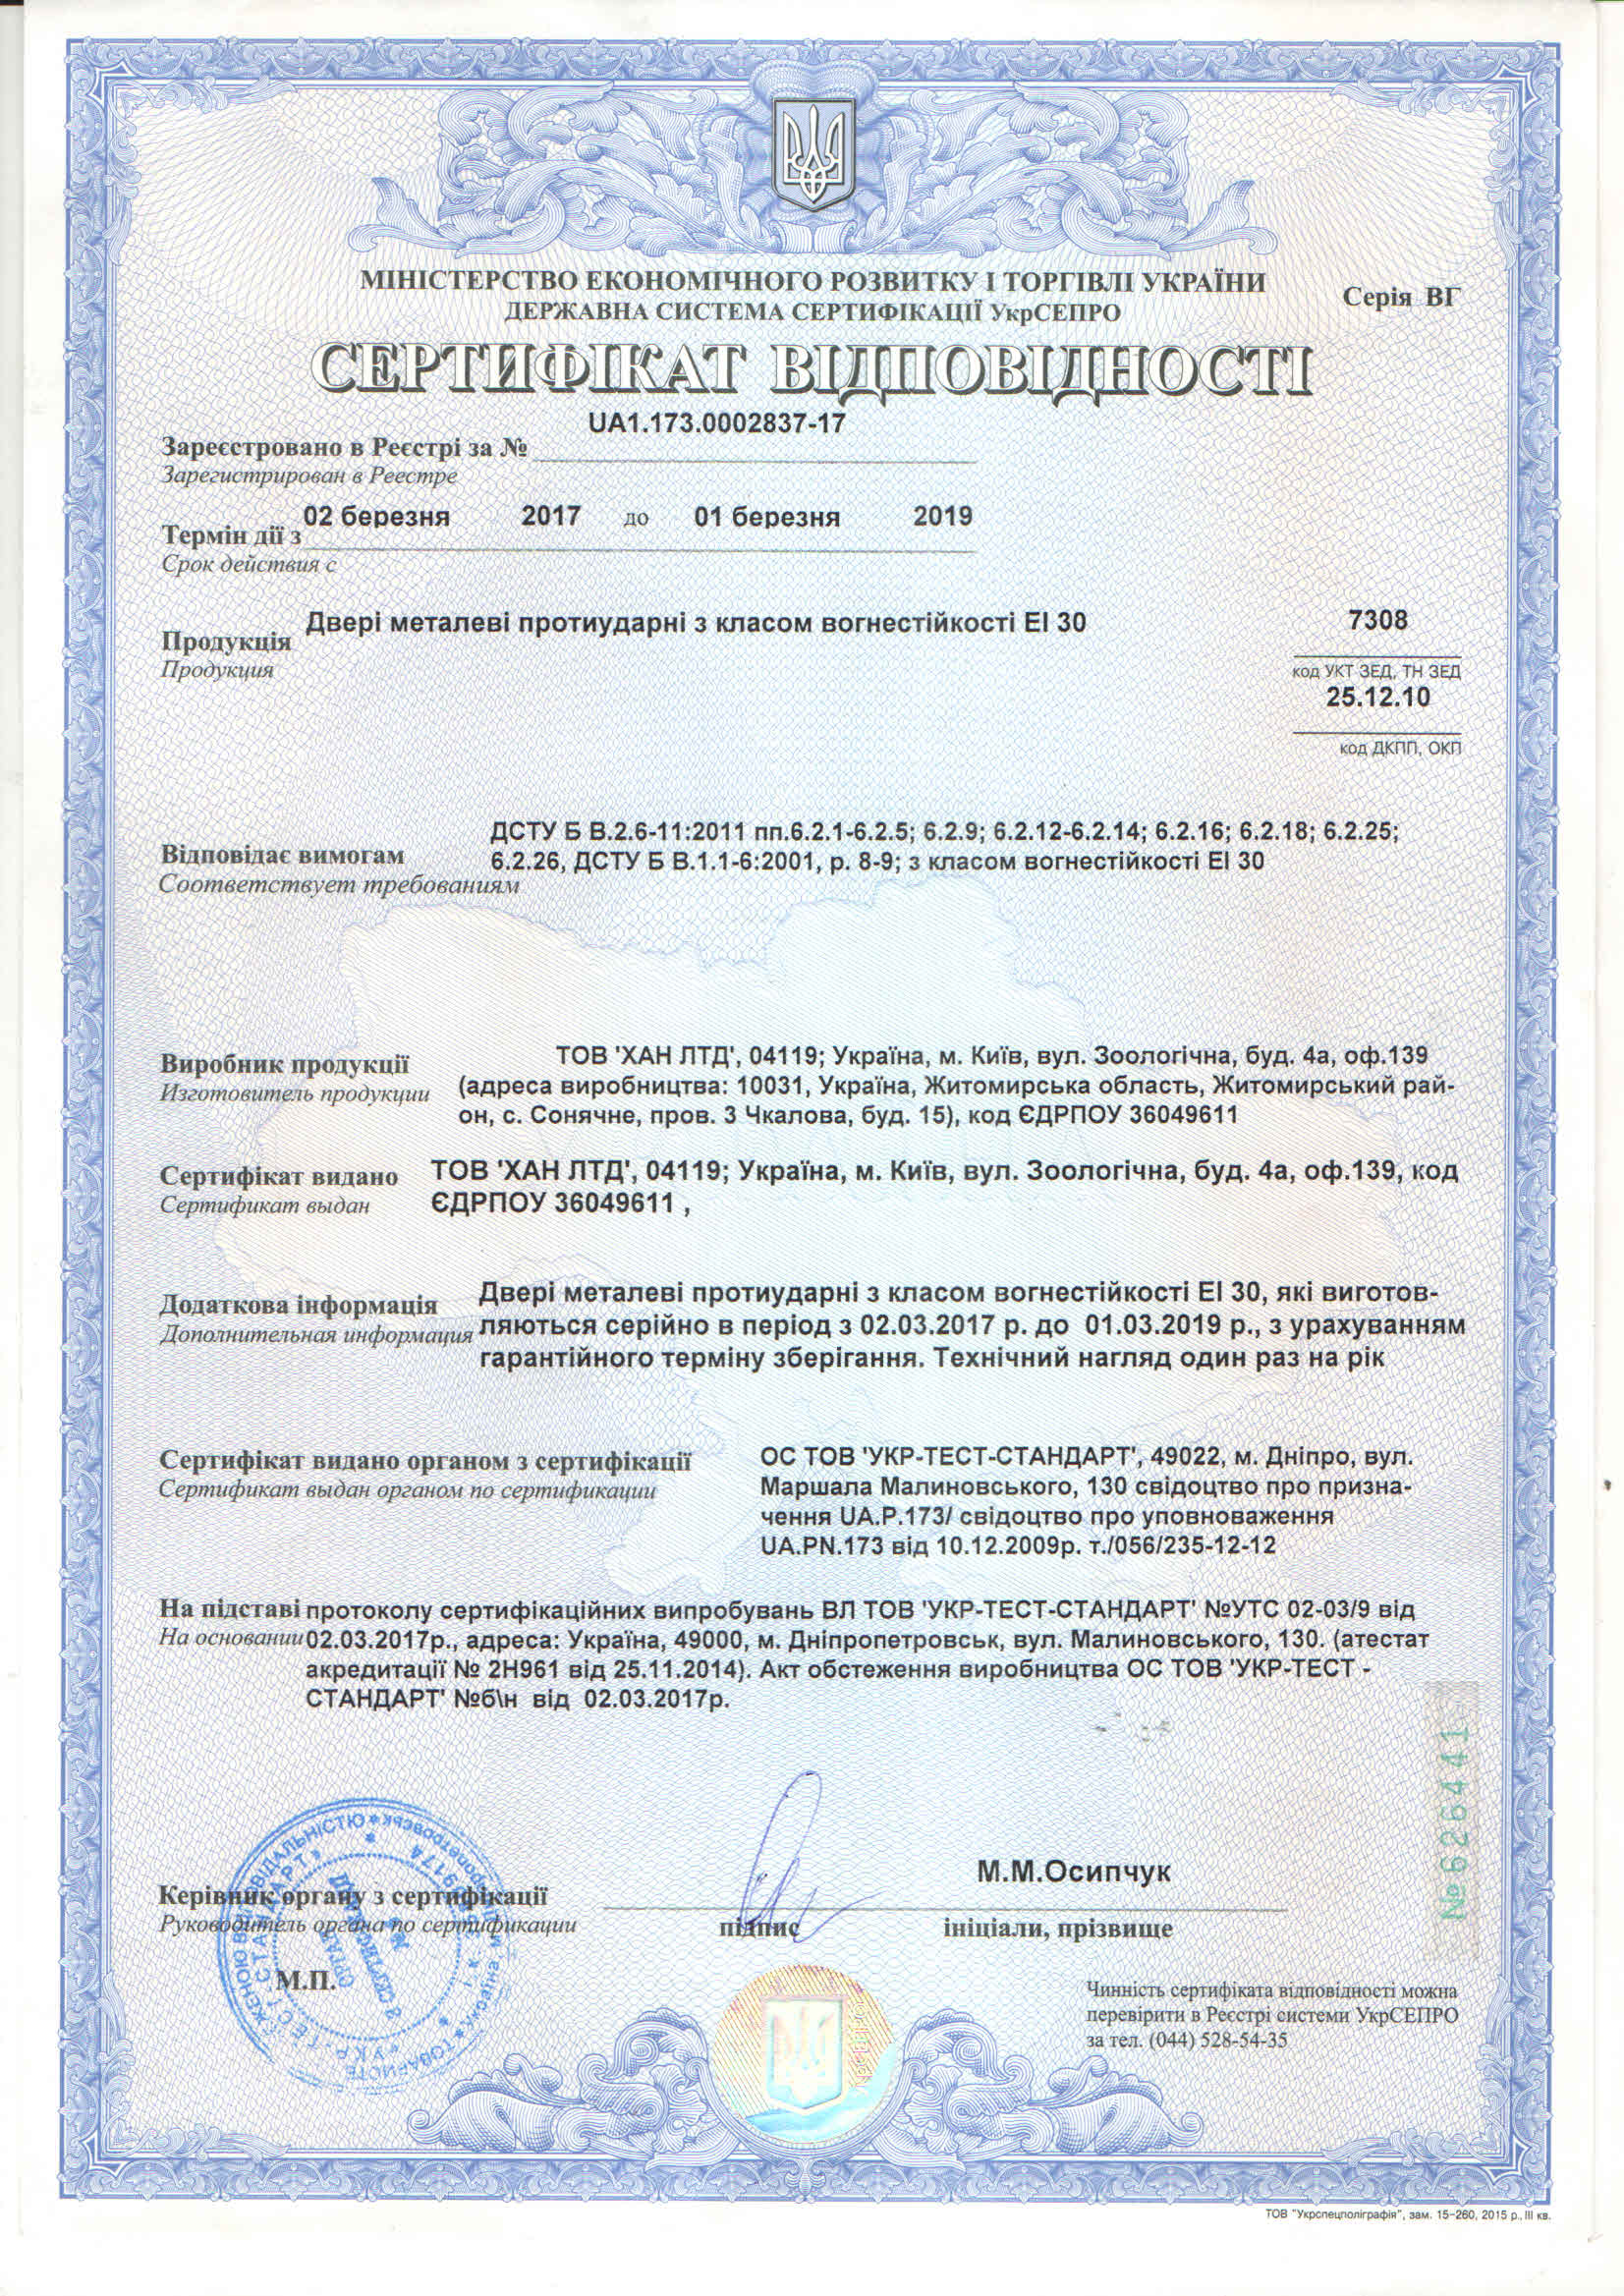 МІНІСТЕРСТВО ЕКОНОМІЧНОГО РОЗВИТКУ І ТОРГІВЛІ УКРАЇНИ
ДЕРЖАВНА СИСТЕМА СЕРТИФІКАЦІЇ УкрСЕПРО
Серія ВГ
СЕРТИФІКАТ ВІДПОВІДНОСТІ
UA1.173.0002837-17
Зареєстровано в Реєстрі за №
Зарегистрирован в Реестре
02 березня 2017 до 01 березня 2019
Термін дії з
Срок действия с
Двері металеві протиударні з класом вогнестійкості EI 30
7308
Продукція
Продукция
код УКТ ЗЕД, ТН ЗЕД
25.12.10
код ДКПП, ОКП
ДСТУ Б В.2.6-11:2011 пп.6.2.1-6.2.5; 6.2.9; 6.2.12-6.2.14; 6.2.16; 6.2.18; 6.2.25;
Відповідає вимогам
6.2.26, ДСТУ Б В.1.1-6:2001, р. 8-9; з класом вогнестійкості EI 30
Соответствует требованиям
ТОВ 'ХАН ЛТД', 04119; Україна, м. Київ, вул. Зоологічна, буд. 4а, оф.139
Виробник продукції
(адреса виробництва: 10031, Україна, Житомирська область, Житомирський рай-
Изготовитель продукции
он, с. Сонячне, пров. 3 Чкалова, буд. 15), код ЄДРПОУ 36049611
Сертифікат видано
ТОВ 'ХАН ЛТД', 04119; Україна, м. Київ, вул. Зоологічна, буд. 4а, оф.139, код
Сертификат выдан
ЄДРПОУ 36049611 ,
Двері металеві протиударні з класом вогнестійкості EI 30, які виготов-
Додаткова інформація
ляються серійно в період з 02.03.2017 р. до 01.03.2019 р., з урахуванням
Дополнительная информация
гарантійного терміну зберігання. Технічний нагляд один раз на рік
Сертифікат видано органом з сертифікації
ОС ТОВ 'УКР-ТЕСТ-СТАНДАРТ', 49022, м. Дніпро, вул.
Сертификат выдан органом по сертификации
Маршала Малиновського, 130 свідоцтво про призна-
чення UA.P.173/ свідоцтво про уповноваження
UA.PN.173 від 10.12.2009р. т./056/235-12-12
На підставі протоколу сертифікаційних випробувань ВЛ ТОВ 'УКР-ТЕСТ-СТАНДАРТ' №УТС 02-03/9 від
На основании 02.03.2017р., адреса: Україна, 49000, м. Дніпропетровськ, вул. Малиновського, 130. (атестат
акредитації № 2Н961 від 25.11.2014). Акт обстеження виробництва ОС ТОВ 'УКР-ТЕСТ -
СТАНДАРТ' №б\н від 02.03.2017р.
№626441
М.М.Осипчук
Керівник органу з сертифікації
Руководитель органа по сертификации
підпис
ініціали, прізвище
М.П.
Чинність сертифіката відповідності можна
перевірити в Реєстрі системи УкрСЕПРО
за тел. (044) 528-54-35
ТОВ "Укрспецполіграфія", зам. 15-260, 2015 р., III кв.